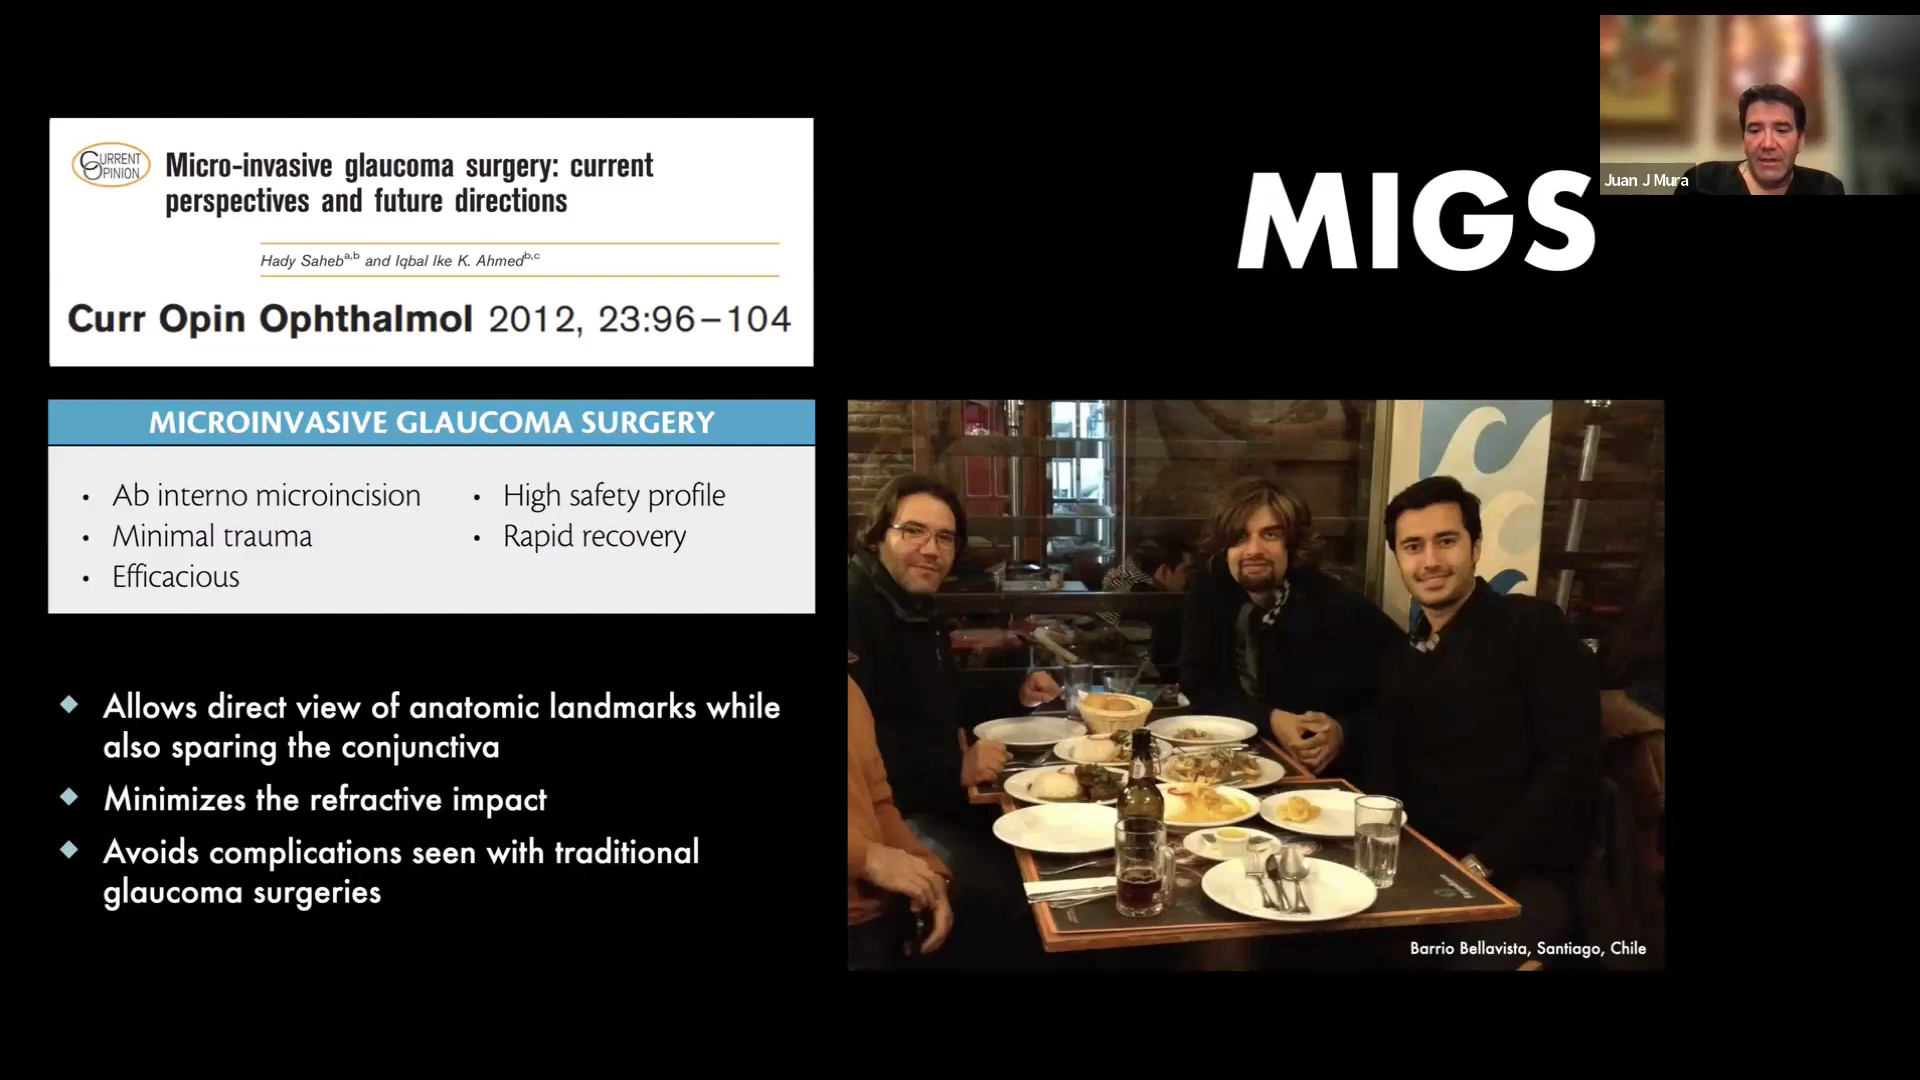 CURRENT
OPINION
Micro-invasive glaucoma surgery: current
perspectives and future directions
Hady Saheb^a,b and Iqbal Ike K. Ahmed^b,c
Curr Opin Ophthalmol 2012, 23:96–104
MIGS
Juan J Mura
MICROINVASIVE GLAUCOMA SURGERY
• Ab interno microincision
• Minimal trauma
• Efficacious
• High safety profile
• Rapid recovery
◆ Allows direct view of anatomic landmarks while
also sparing the conjunctiva
◆ Minimizes the refractive impact
◆ Avoids complications seen with traditional
glaucoma surgeries
Barrio Bellavista, Santiago, Chile